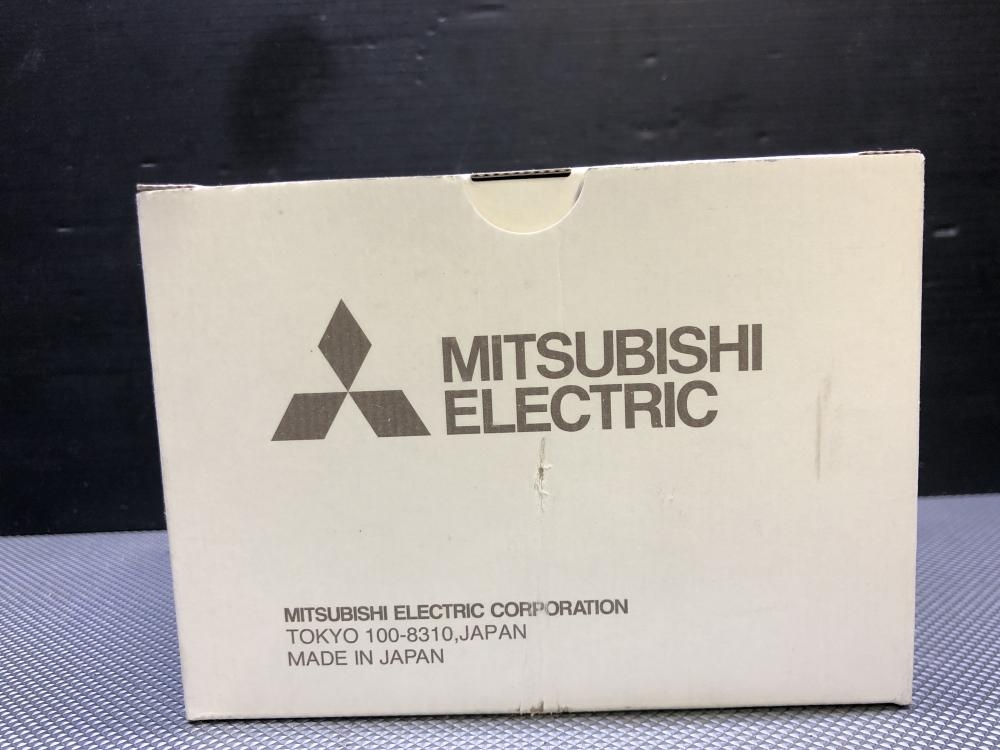 MITSUBISHI
ELECTRIC
MITSUBISHI ELECTRIC CORPORATION
TOKYO 100-8310,JAPAN
MADE IN JAPAN